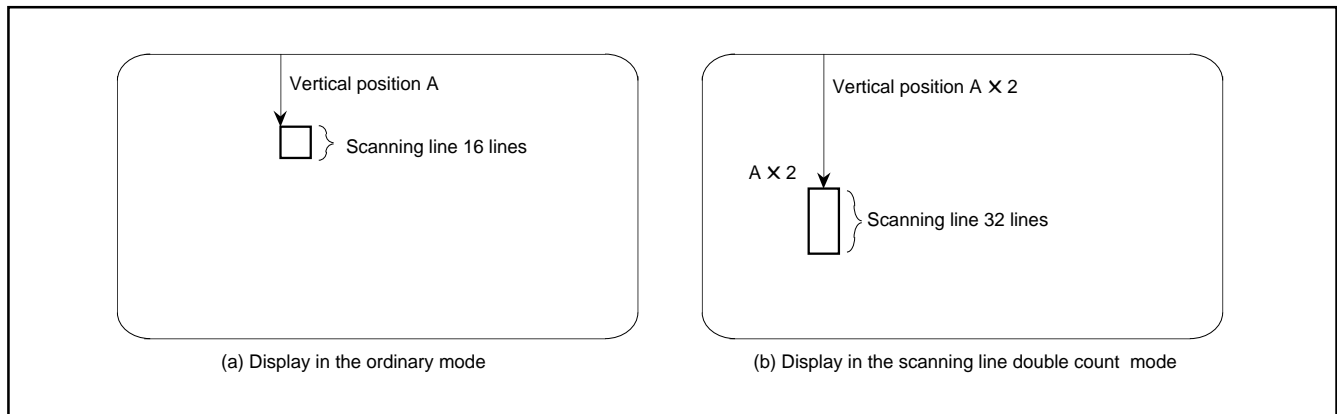 Vertical position A
Scanning line 16 lines
(a) Display in the ordinary mode
Vertical position A × 2
A × 2
Scanning line 32 lines
(b) Display in the scanning line double count mode